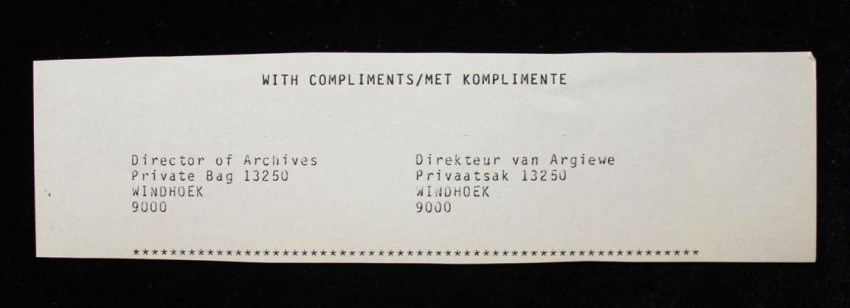 WITH COMPLIMENTS/MET KOMPLIMENTE
Director of Archives
Private Bag 13250
WINDHOEK
9000
Direkteur van Argiewe
Privaatsak 13250
WINDHOEK
9000
*************************************************************